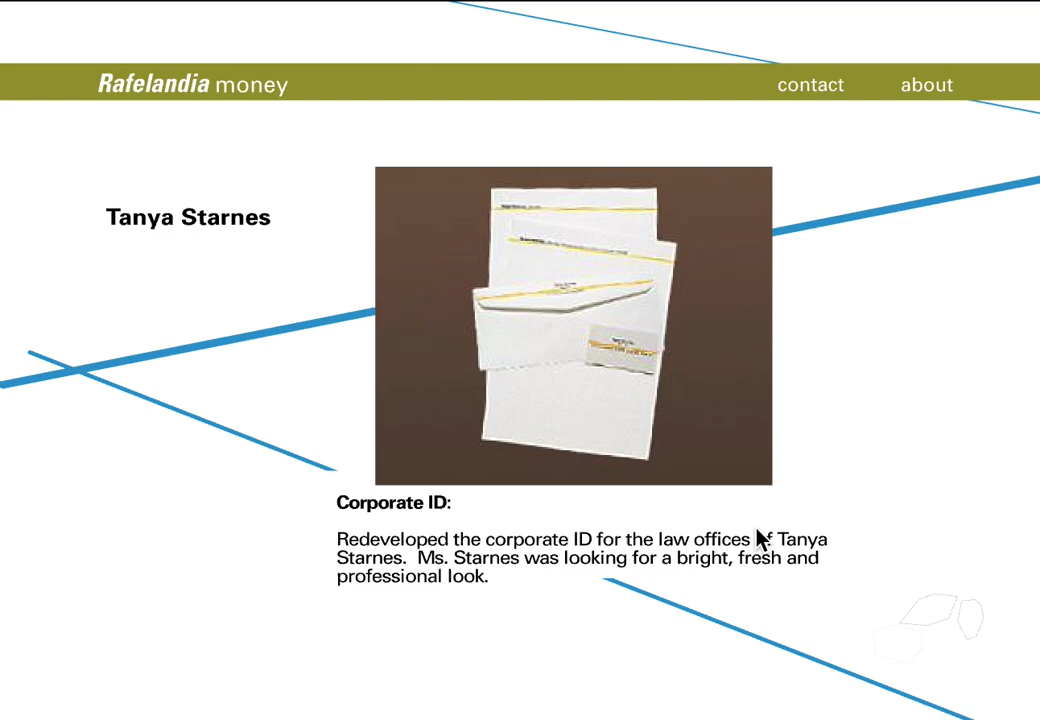 Rafelandia money
contact about
Tanya Starnes
Corporate ID:
Redeveloped the corporate ID for the law offices of Tanya
Starnes. Ms. Starnes was looking for a bright, fresh and
professional look.